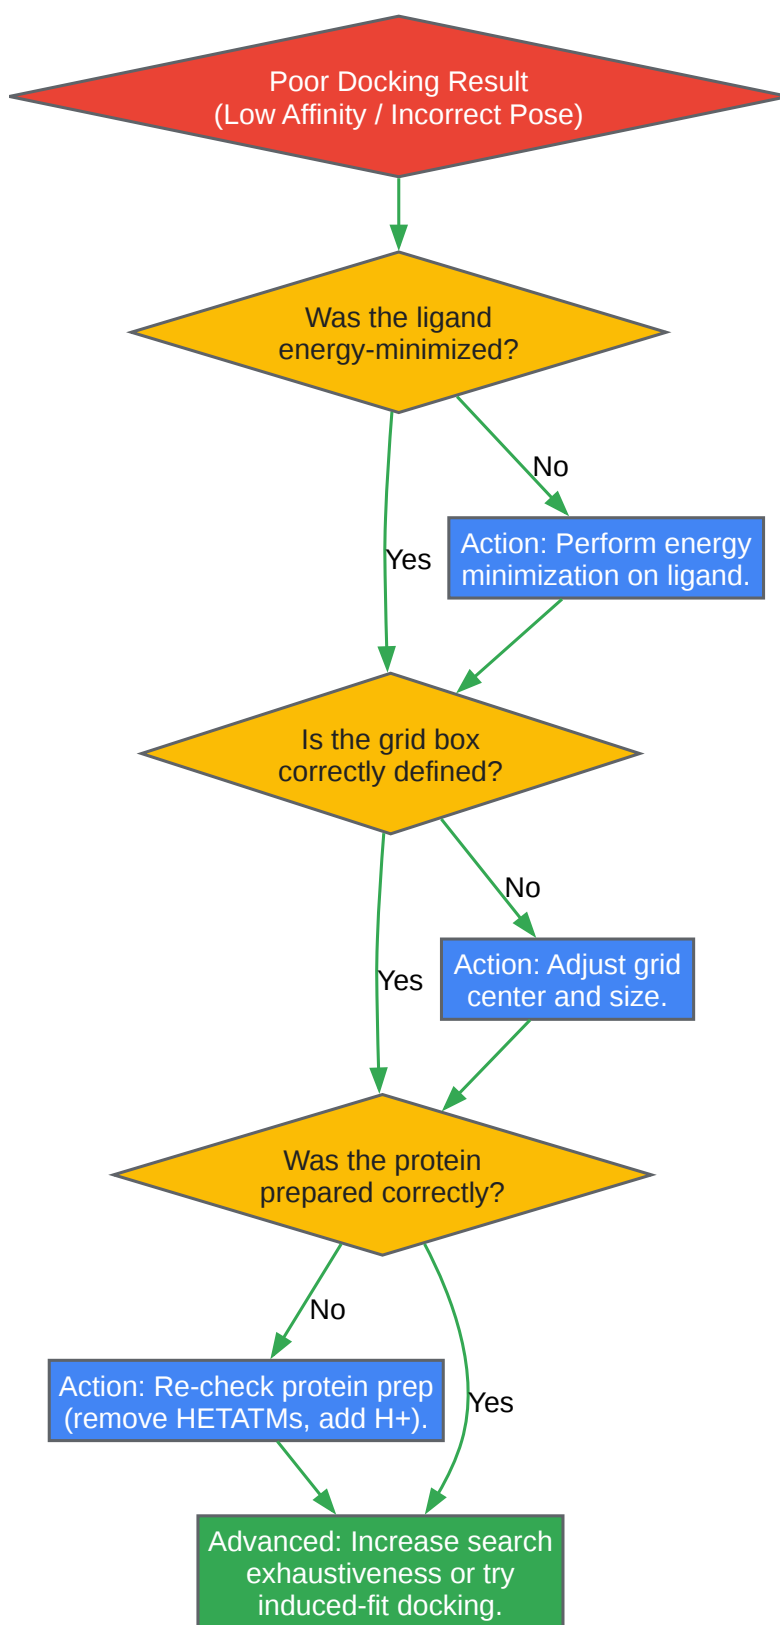 Poor Docking Result
(Low Affinity / Incorrect Pose)
Was the ligand
energy-minimized?
No
Action: Perform energy
minimization on ligand.
Yes
Is the grid box
correctly defined?
No
Action: Adjust grid
center and size.
Yes
Was the protein
prepared correctly?
No
Action: Re-check protein prep
(remove HETATMs, add H+).
Yes
Advanced: Increase search
exhaustiveness or try
induced-fit docking.